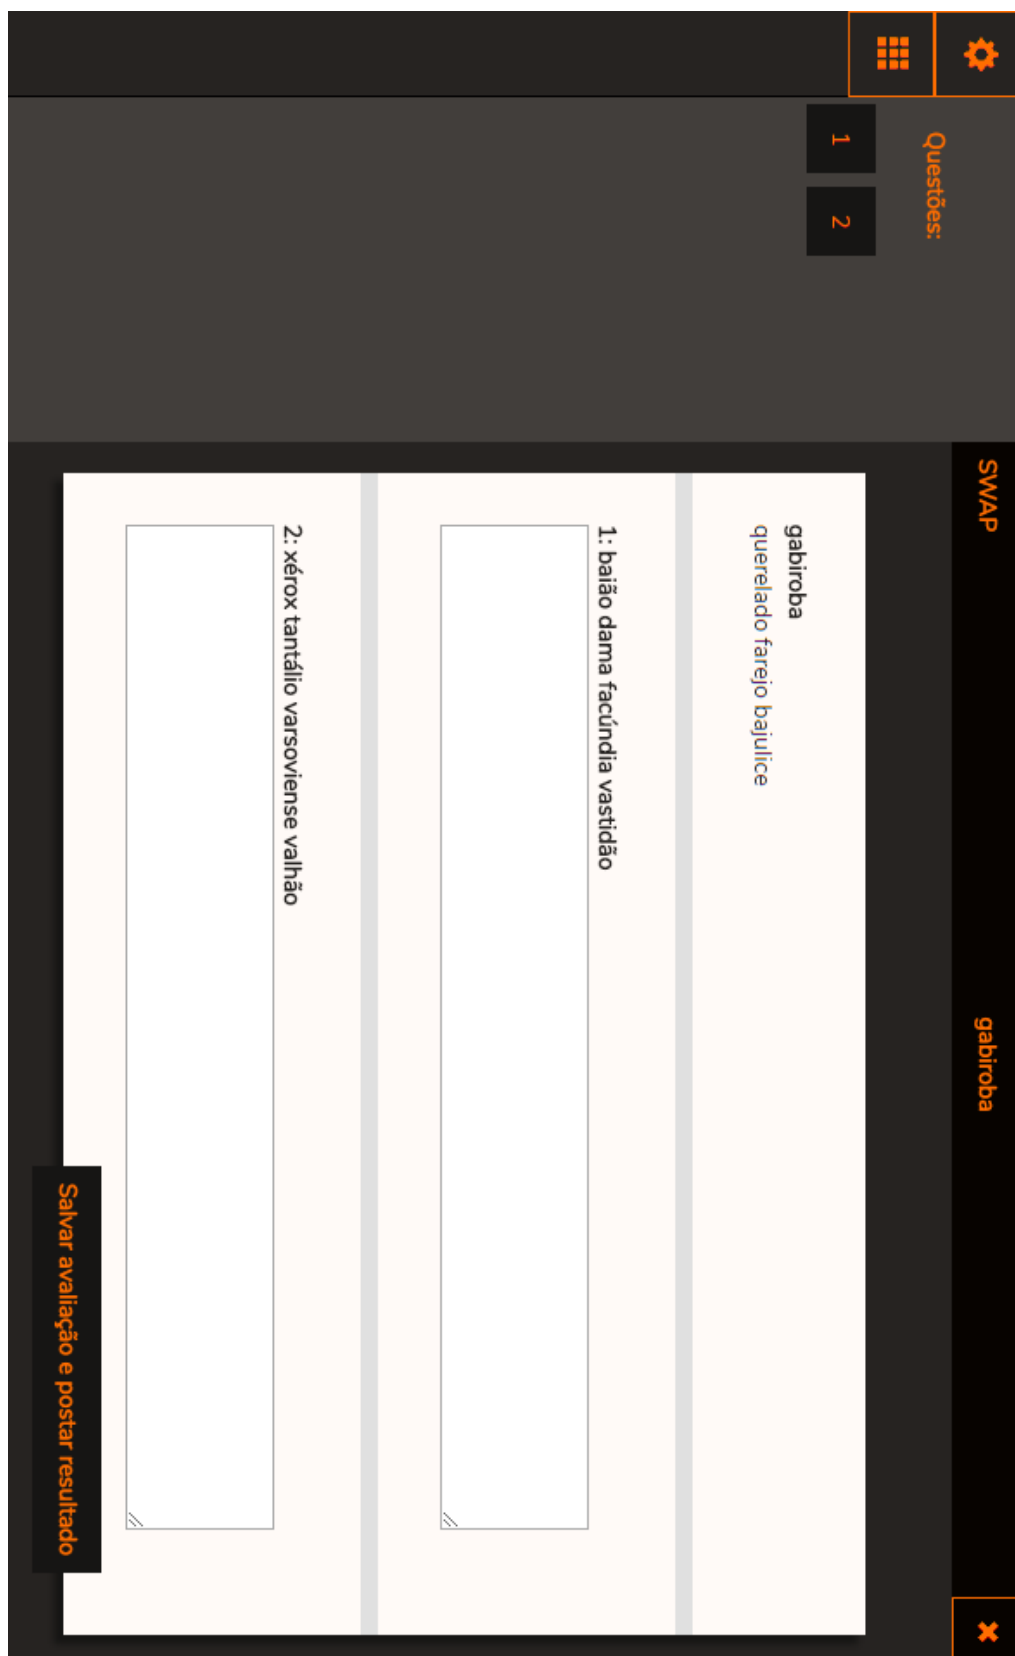 SWAP
gabiroba
Questões:
1
2
gabiroba
querelado farejo bajulice
1: baião dama facúndia vastidão
2: xérox tantálio varsoviense valhão
Salvar avaliação e postar resultado